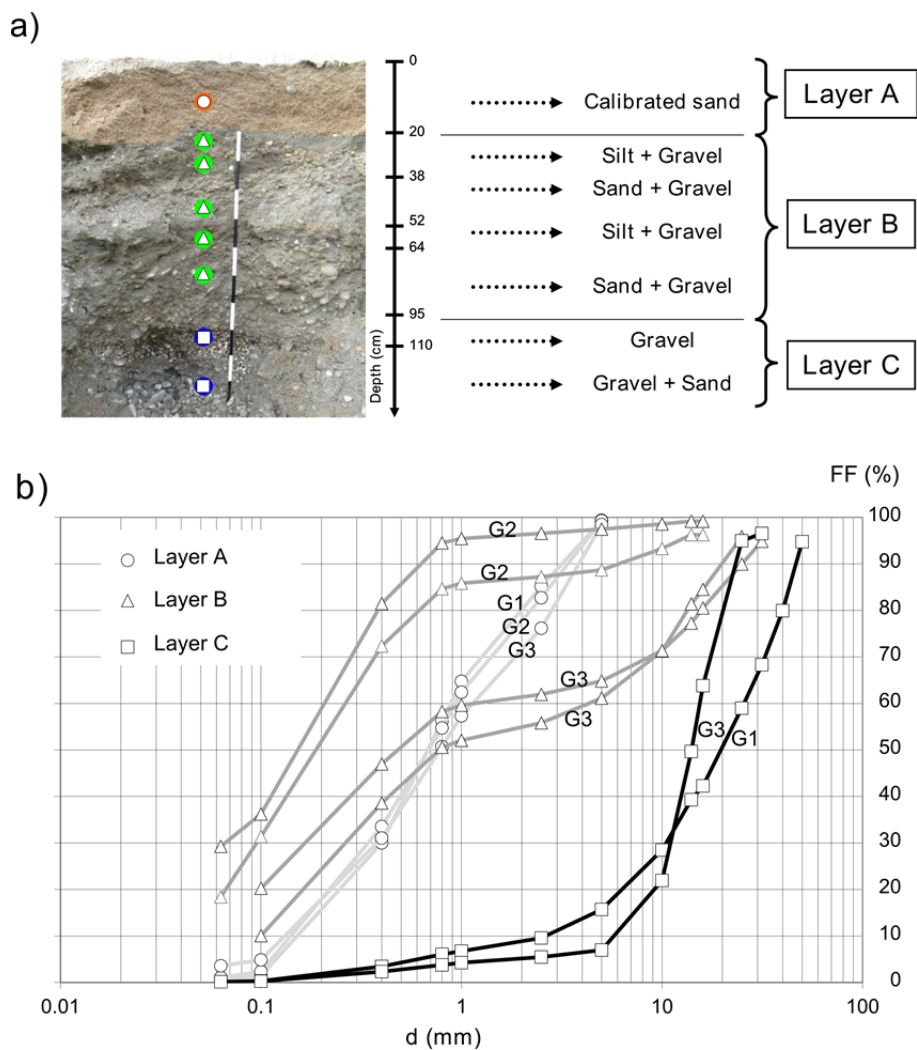 a)
0
20
38
52
64
95
110
Depth (cm)
Calibrated sand
Silt + Gravel
Sand + Gravel
Silt + Gravel
Sand + Gravel
Gravel
Gravel + Sand
Layer A
Layer B
Layer C
b)
FF (%)
Layer A
Layer B
Layer C
G2
G2
G1
G2
G3
G3
G3
G3
G1
100
90
80
70
60
50
40
30
20
10
0
0.01
0.1
1
10
100
d (mm)